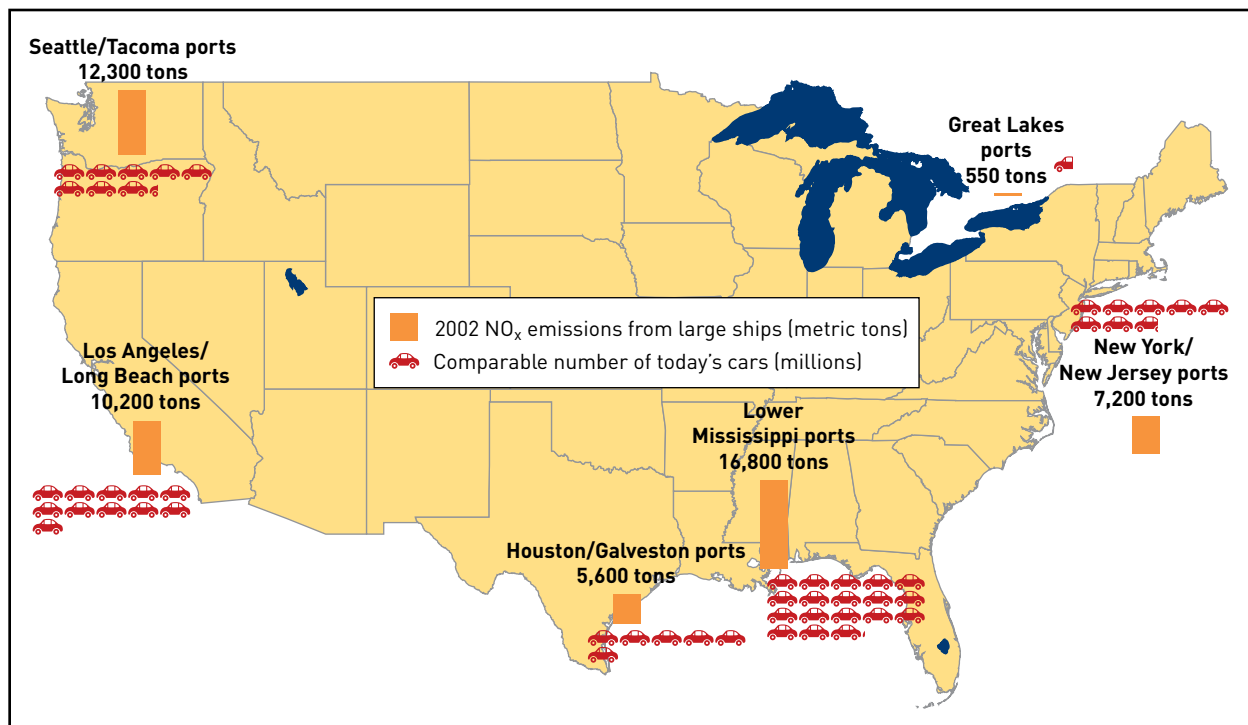 Seattle/Tacoma ports
12,300 tons
Great Lakes
ports
550 tons
2002 NOx emissions from large ships (metric tons)
Comparable number of today's cars (millions)
Los Angeles/
Long Beach ports
10,200 tons
New York/
New Jersey ports
7,200 tons
Lower
Mississippi ports
16,800 tons
Houston/Galveston ports
5,600 tons